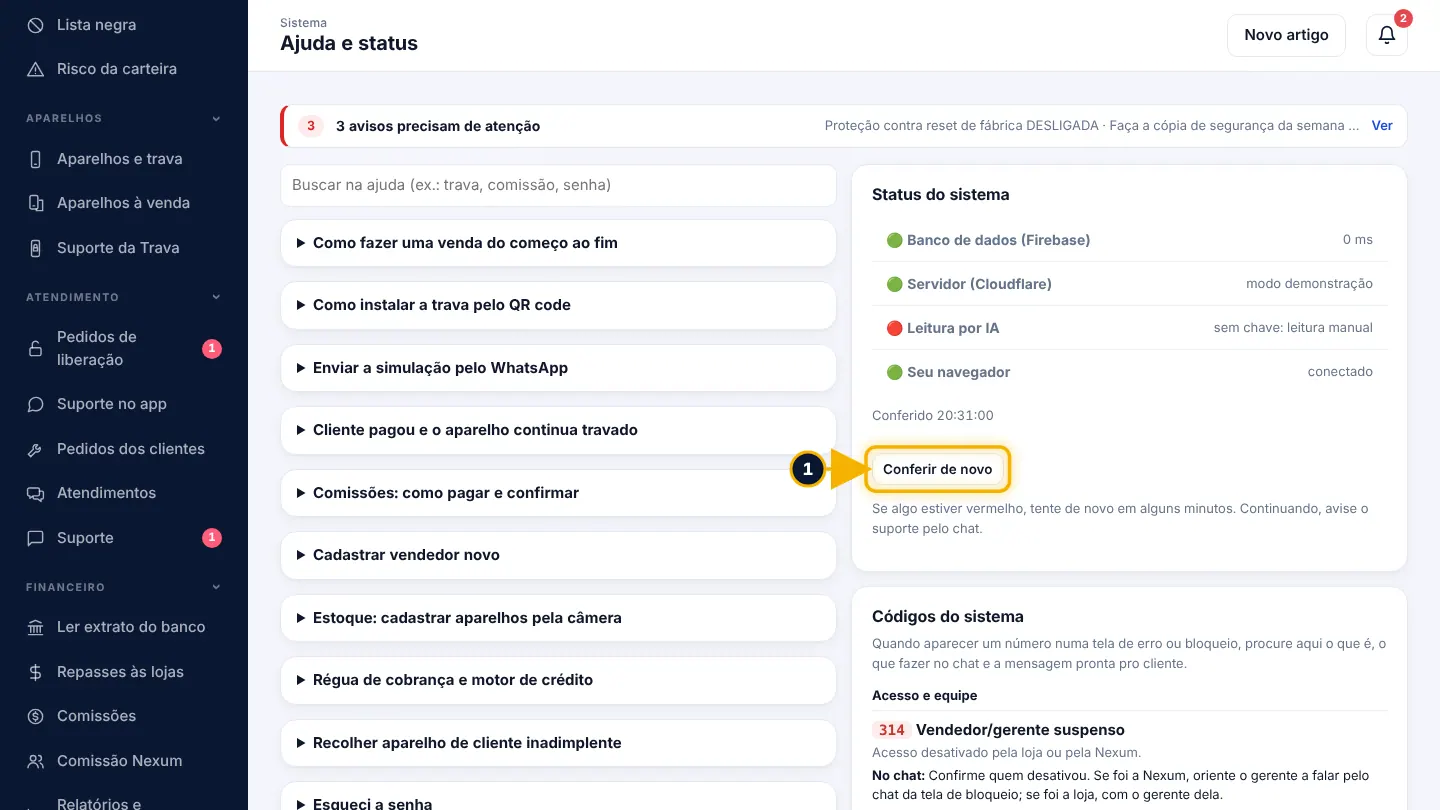 Lista negra
Risco da carteira
APARELHOS
Aparelhos e trava
Aparelhos à venda
Suporte da Trava
ATENDIMENTO
Pedidos de
liberação
1
Suporte no app
Pedidos dos clientes
Atendimentos
Suporte
1
FINANCEIRO
Ler extrato do banco
Repasses às lojas
Comissões
Comissão Nexum
Relatórios e
Sistema
Ajuda e status
Novo artigo
2
3
3 avisos precisam de atenção
Proteção contra reset de fábrica DESLIGADA · Faça a cópia de segurança da semana ...
Ver
Buscar na ajuda (ex.: trava, comissão, senha)
Como fazer uma venda do começo ao fim
Como instalar a trava pelo QR code
Enviar a simulação pelo WhatsApp
Cliente pagou e o aparelho continua travado
Comissões: como pagar e confirmar
Cadastrar vendedor novo
Estoque: cadastrar aparelhos pela câmera
Régua de cobrança e motor de crédito
Recolher aparelho de cliente inadimplente
Esqueci a senha
Status do sistema
Banco de dados (Firebase) 0 ms
Servidor (Cloudflare) modo demonstração
Leitura por IA sem chave: leitura manual
Seu navegador conectado
Conferido 20:31:00
1
Conferir de novo
Se algo estiver vermelho, tente de novo em alguns minutos. Continuando, avise o
suporte pelo chat.
Códigos do sistema
Quando aparecer um número numa tela de erro ou bloqueio, procure aqui o que é, o
que fazer no chat e a mensagem pronta pro cliente.
Acesso e equipe
314 Vendedor/gerente suspenso
Acesso desativado pela loja ou pela Nexum.
No chat: Confirme quem desativou. Se foi a Nexum, oriente o gerente a falar pelo
chat da tela de bloqueio; se foi a loja, com o gerente dela.